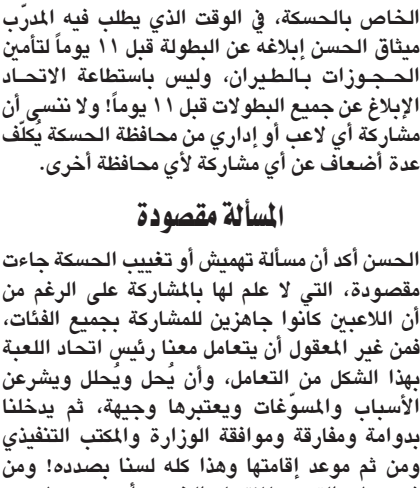 الخاص بالحسكة، في الوقت الذي يطلب فيه المدرّب
ميثاق الحسن إبلاغه عن البطولة قبل ١١ يوماً لتأمين
الحـجـوزات بـالـطـيران، وليس باستطاعة الاتحـاد
الإبلاغ عن جميع البطولات قبل ١١ يوماً! ولا ننسى أن
مشاركة أي لاعب أو إداري من محافظة الحسكة يُكلّف
عدة أضعاف عن أي مشاركة لأي محافظة أخرى.
المسألة مقصودة
الحسن أكد أن مسألة تهميش أو تغييب الحسكة جاءت
مقصودة، التي لا علم لها بالمشاركة على الرغم من
أن اللاعبين كانوا جاهزين للمشاركة بجميع الفئات،
فمن غير المعقول أن يتعامل معنا رئيس اتحاد اللعبة
بهذا الشكل من التعامل، وأن يُحل ويُحلل ويشرعن
الأسباب والمسوّغات ويعتبرها وجيهة، ثم يدخلنا
بدوامة ومفارقة وموافقة الوزارة والمكتب التنفيذي
ومن ثم موعد إقامتها وهذا كله لسنا بصدده! ومن